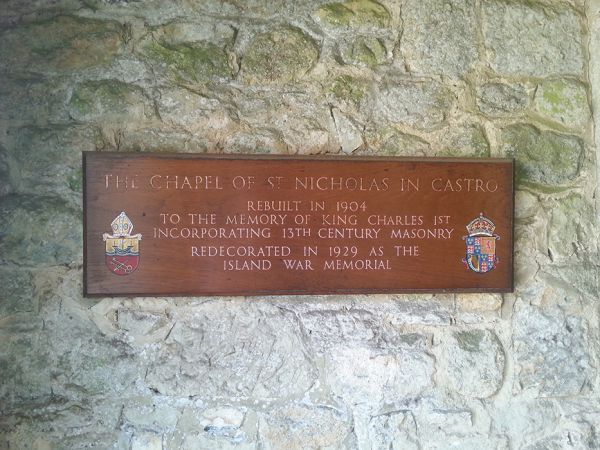 THE CHAPEL OF ST NICHOLAS IN CASTRO
REBUILT IN 1904
TO THE MEMORY OF KING CHARLES 1ST
INCORPORATING 13TH CENTURY MASONRY
REDECORATED IN 1929 AS THE
ISLAND WAR MEMORIAL